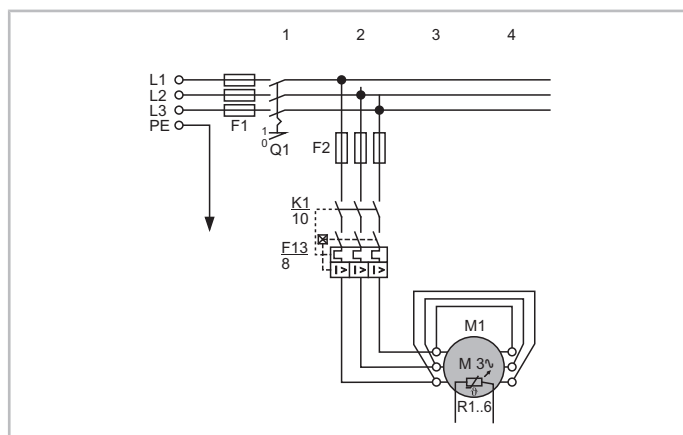 1 2 3 4
L1
L2
L3
PE
F1
1
0
Q1
F2
K1
10
F13
8
I > I > I >
M1
M 3∿
ϑ
R1..6